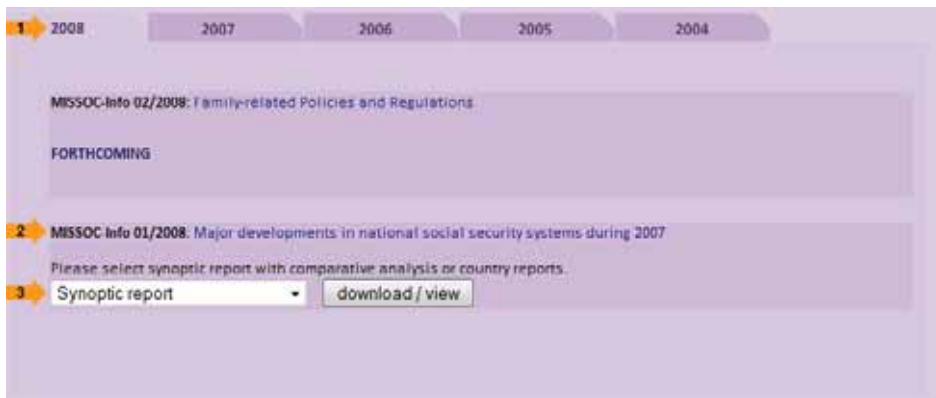 1 2008 2007 2006 2005 2004
MISSOC-Info 02/2008: Family-related Policies and Regulations
FORTHCOMING
2 MISSOC Info 01/2008: Major developments in national social security systems during 2007
Please select synoptic report with comparative analysis or country reports.
3 Synoptic report download / view